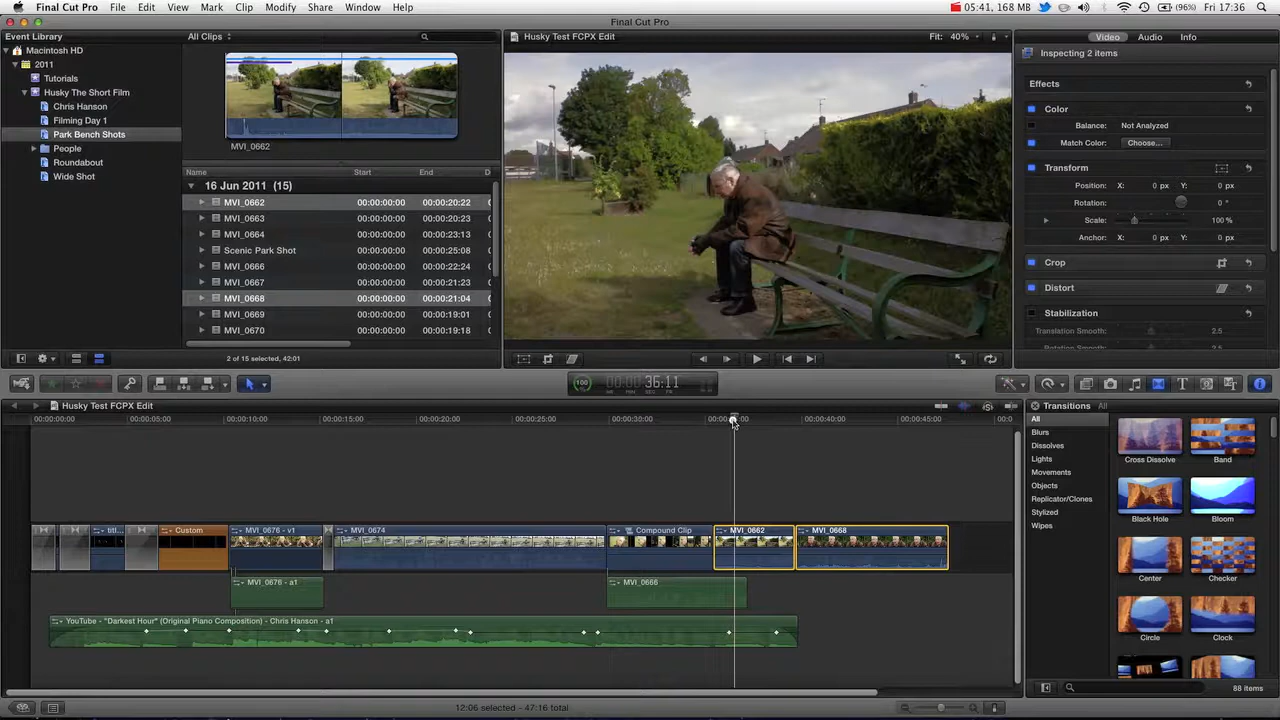 Final Cut Pro File Edit View Mark Clip Modify Share Window Help 05:41, 168 MB (96%) Fri 17:36
Final Cut Pro
Event Library
Macintosh HD
2011
Tutorials
Husky The Short Film
Chris Hanson
Filming Day 1
Park Bench Shots
People
Roundabout
Wide Shot
All Clips
MVI_0662
Name Start End D
16 Jun 2011 (15)
MVI_0662 00:00:00:00 00:00:20:22
MVI_0663 00:00:00:00 00:00:20:23
MVI_0664 00:00:00:00 00:00:23:13
Scenic Park Shot 00:00:00:00 00:00:25:08
MVI_0666 00:00:00:00 00:00:22:24
MVI_0667 00:00:00:00 00:00:21:23
MVI_0668 00:00:00:00 00:00:21:04
MVI_0669 00:00:00:00 00:00:19:01
MVI_0670 00:00:00:00 00:00:19:18
2 of 15 selected, 42:01
Husky Test FCPX Edit Fit: 40%
Video Audio Info
Inspecting 2 items
Effects
Color
Balance: Not Analyzed
Match Color: Choose...
Transform
Position: X: 0 px Y: 0 px
Rotation: 0 °
Scale: 100 %
Anchor: X: 0 px Y: 0 px
Crop
Distort
Stabilization
Translation Smooth: 2.5
Rotation Smooth: 2.5
100 00:00:36:11
Husky Test FCPX Edit
00:00:00:00 00:00:05:00 00:00:10:00 00:00:15:00 00:00:20:00 00:00:25:00 00:00:30:00 00:00:40:00 00:00:45:00
titl... Custom MVI_0676 - v1 MVI_0674 Compound Clip MVI_0662 MVI_0668
MVI_0676 - a1 MVI_0666
YouTube - "Darkest Hour" (Original Piano Composition) - Chris Hanson - a1
12:06 selected - 47:16 total
Transitions All
All
Blurs
Dissolves
Lights
Movements
Objects
Replicator/Clones
Stylized
Wipes
Cross Dissolve Band
Black Hole Bloom
Center Checker
Circle Clock
88 items